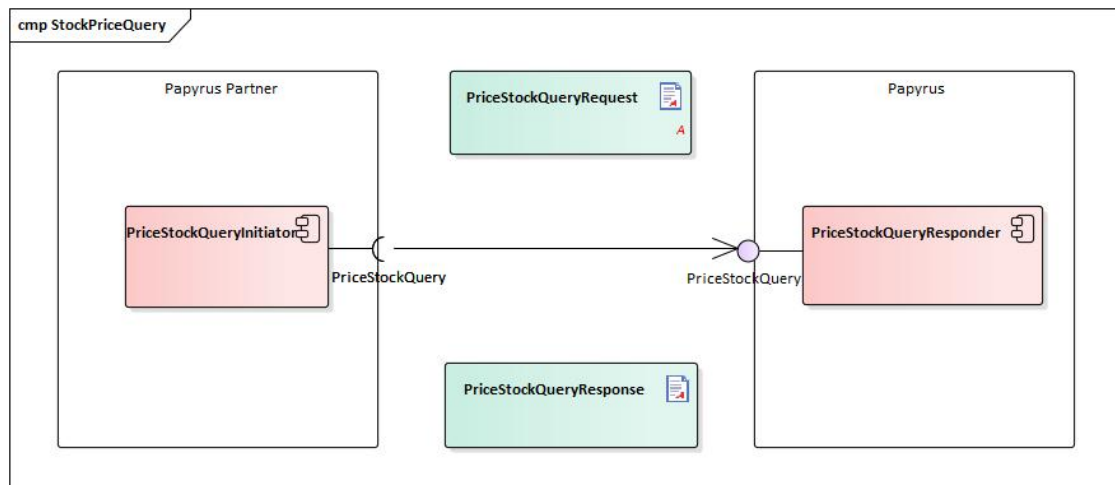 cmp StockPriceQuery
Papyrus Partner
PriceStockQueryRequest
A
Papyrus
PriceStockQueryInitiator
PriceStockQueryResponder
PriceStockQuery
PriceStockQuery
PriceStockQueryResponse